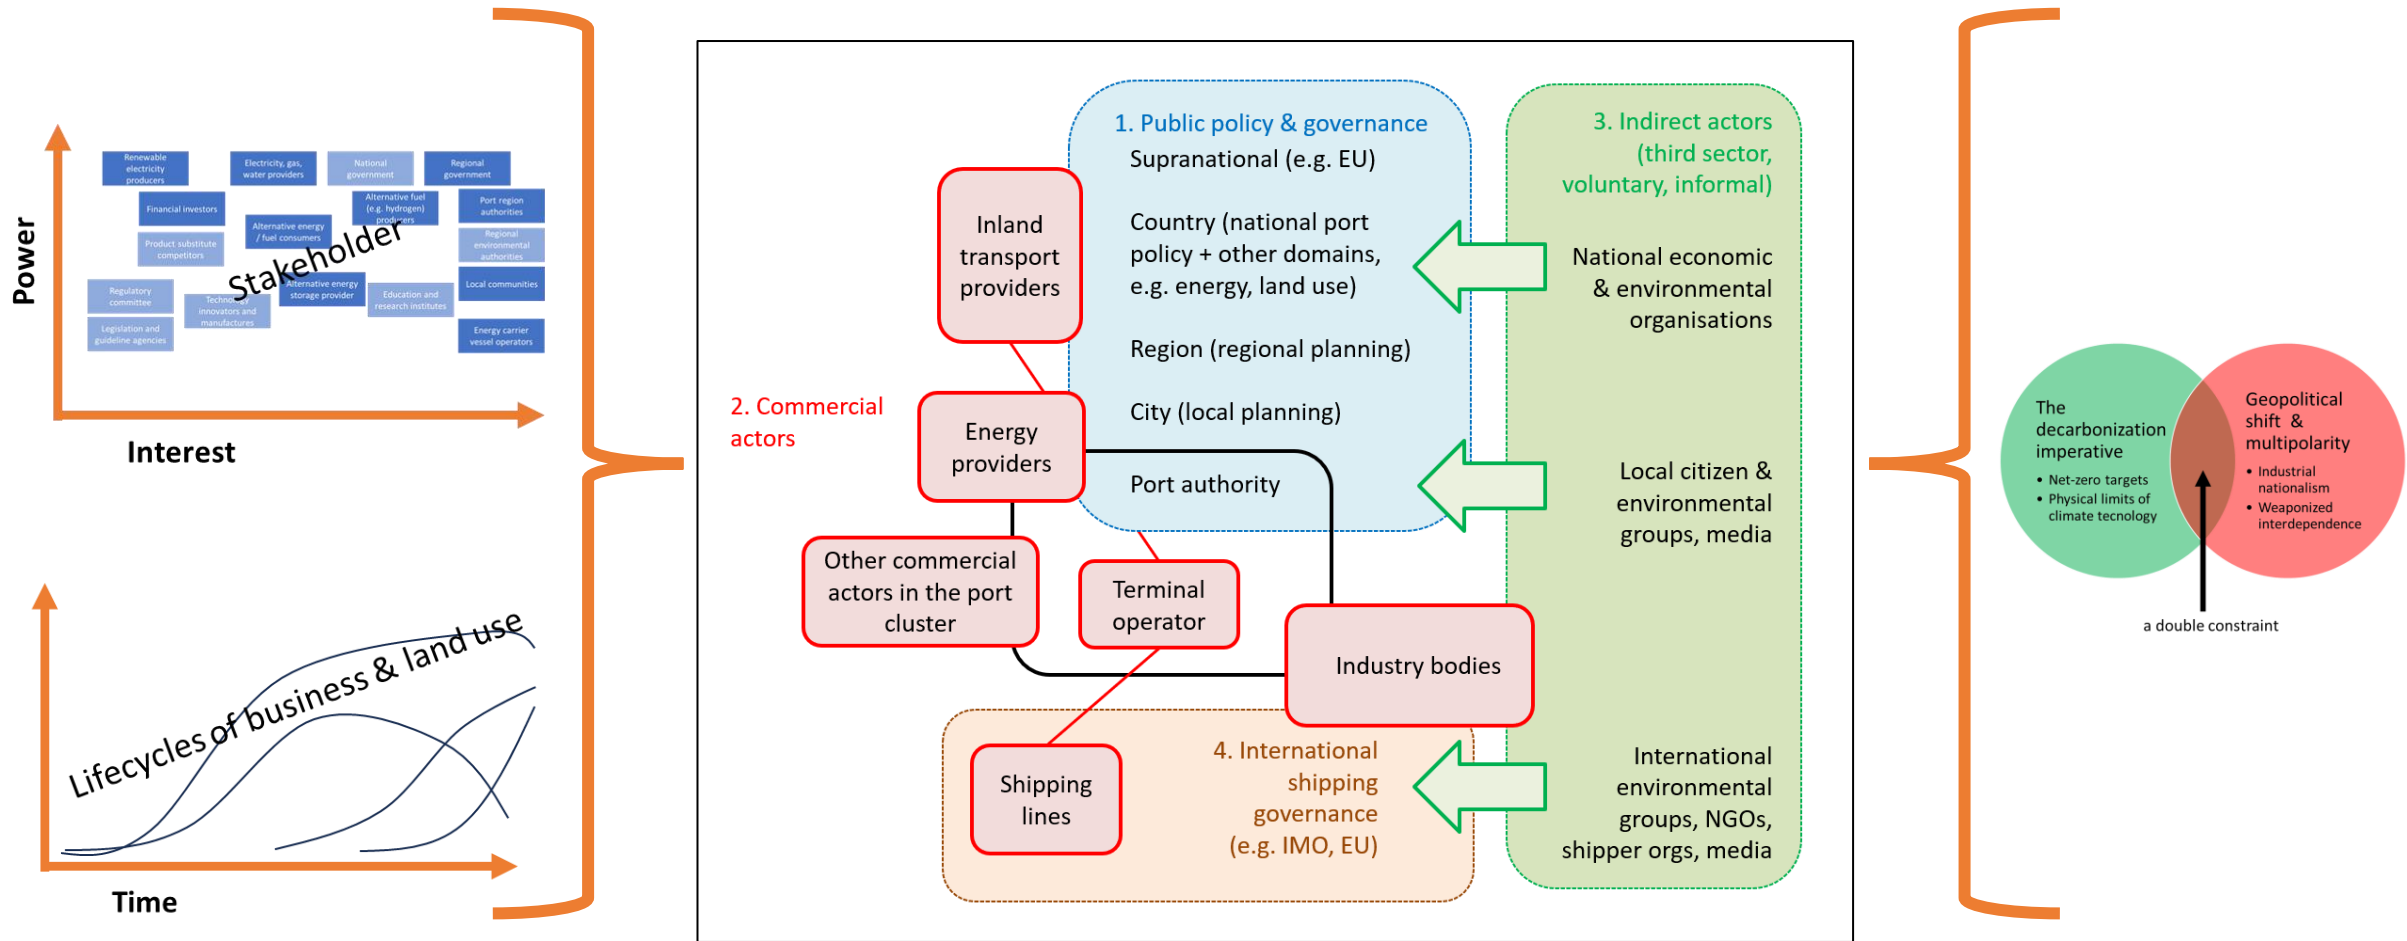 Power
Renewable
electricity
producers
Electricity, gas,
water providers
National
government
Regional
government
Financial investors
Alternative fuel
(e.g. hydrogen)
producers
Port region
authorities
Alternative energy
/ fuel consumers
Product substitute
competitors
Regional
environmental
authorities
Stakeholder
Regulatory
committee
Technology
innovators and
manufactures
Alternative energy
storage provider
Education and
research institutes
Local communities
Legislation and
guideline agencies
Energy carrier
vessel operators
Interest
Lifecycles of business & land use
Time
1. Public policy & governance
Supranational (e.g. EU)
Country (national port
policy + other domains,
e.g. energy, land use)
Region (regional planning)
City (local planning)
Port authority
2. Commercial
actors
Inland
transport
providers
Energy
providers
Other commercial
actors in the port
cluster
Terminal
operator
Industry bodies
Shipping
lines
3. Indirect actors
(third sector,
voluntary, informal)
National economic
& environmental
organisations
Local citizen &
environmental
groups, media
International
environmental
groups, NGOs,
shipper orgs, media
4. International
shipping
governance
(e.g. IMO, EU)
The
decarbonization
imperative
• Net-zero targets
• Physical limits of
climate tecnology
Geopolitical
shift &
multipolarity
• Industrial
nationalism
• Weaponized
interdependence
a double constraint